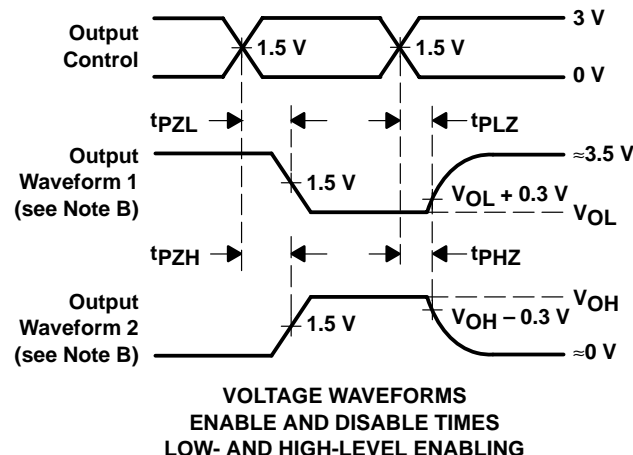 3 V
Output
Control
1.5 V
1.5 V
0 V
tPZL
tPLZ
Output
Waveform 1
(see Note B)
≈3.5 V
1.5 V
VOL + 0.3 V
VOL
tPZH
tPHZ
Output
Waveform 2
(see Note B)
VOH
1.5 V
VOH – 0.3 V
≈0 V
VOLTAGE WAVEFORMS
ENABLE AND DISABLE TIMES
LOW- AND HIGH-LEVEL ENABLING